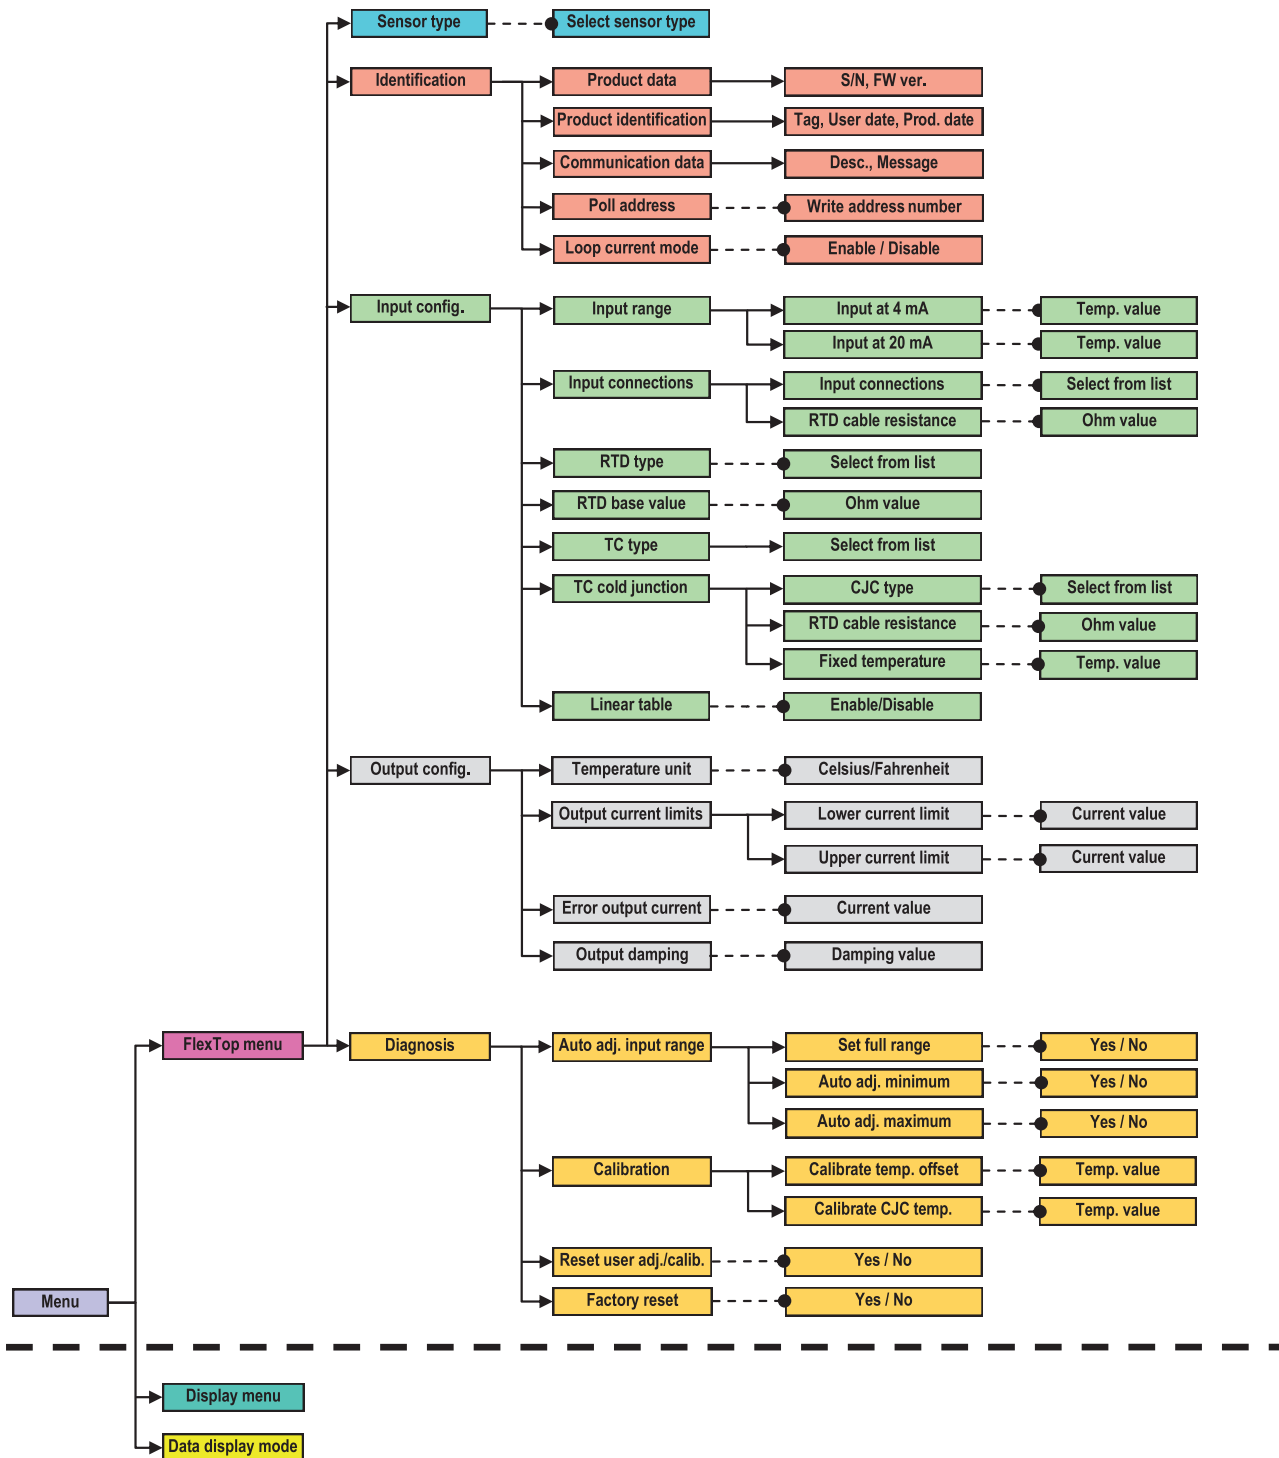 Sensor type
Select sensor type
Identification
Product data
S/N, FW ver.
Product identification
Tag, User date, Prod. date
Communication data
Desc., Message
Poll address
Write address number
Loop current mode
Enable / Disable
Input config.
Input range
Input at 4 mA
Temp. value
Input at 20 mA
Temp. value
Input connections
Input connections
Select from list
RTD cable resistance
Ohm value
RTD type
Select from list
RTD base value
Ohm value
TC type
Select from list
TC cold junction
CJC type
Select from list
RTD cable resistance
Ohm value
Fixed temperature
Temp. value
Linear table
Enable/Disable
Output config.
Temperature unit
Celsius/Fahrenheit
Output current limits
Lower current limit
Current value
Upper current limit
Current value
Error output current
Current value
Output damping
Damping value
FlexTop menu
Diagnosis
Auto adj. input range
Set full range
Yes / No
Auto adj. minimum
Yes / No
Auto adj. maximum
Yes / No
Calibration
Calibrate temp. offset
Temp. value
Calibrate CJC temp.
Temp. value
Reset user adj./calib.
Yes / No
Menu
Factory reset
Yes / No
Display menu
Data display mode